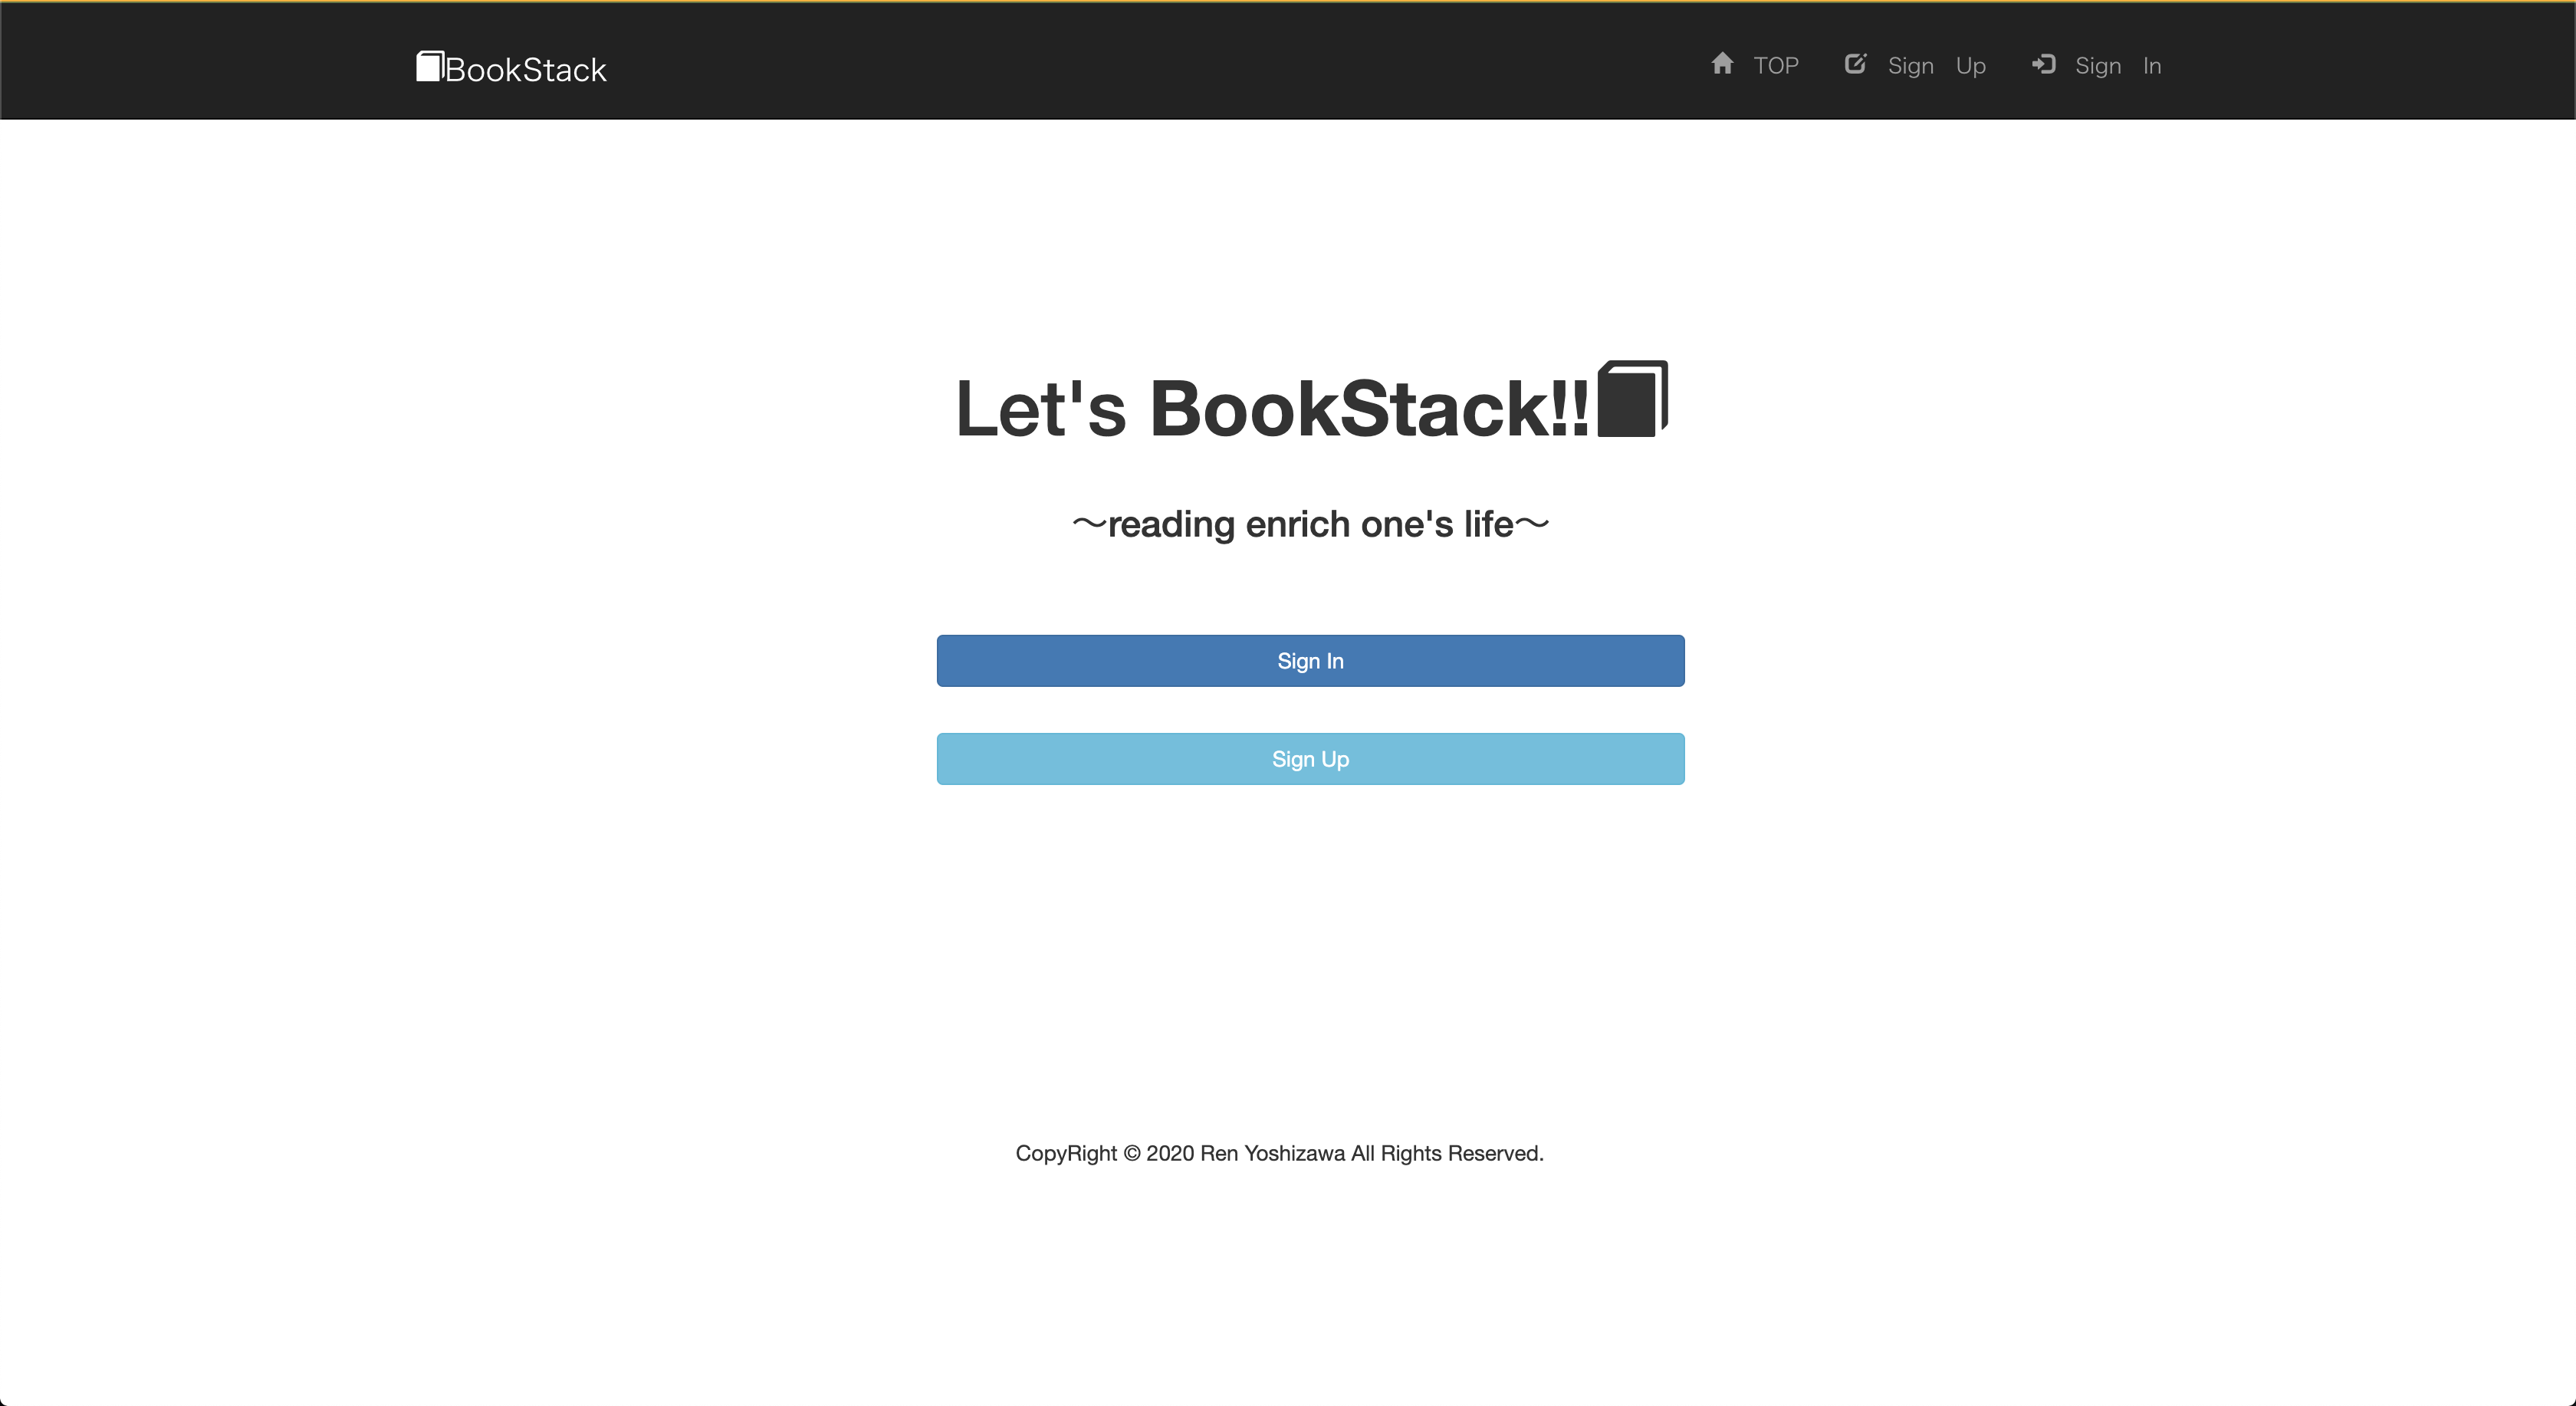 BookStack TOP Sign Up Sign In
Let's BookStack!!
～reading enrich one's life～
Sign In
Sign Up
CopyRight © 2020 Ren Yoshizawa All Rights Reserved.